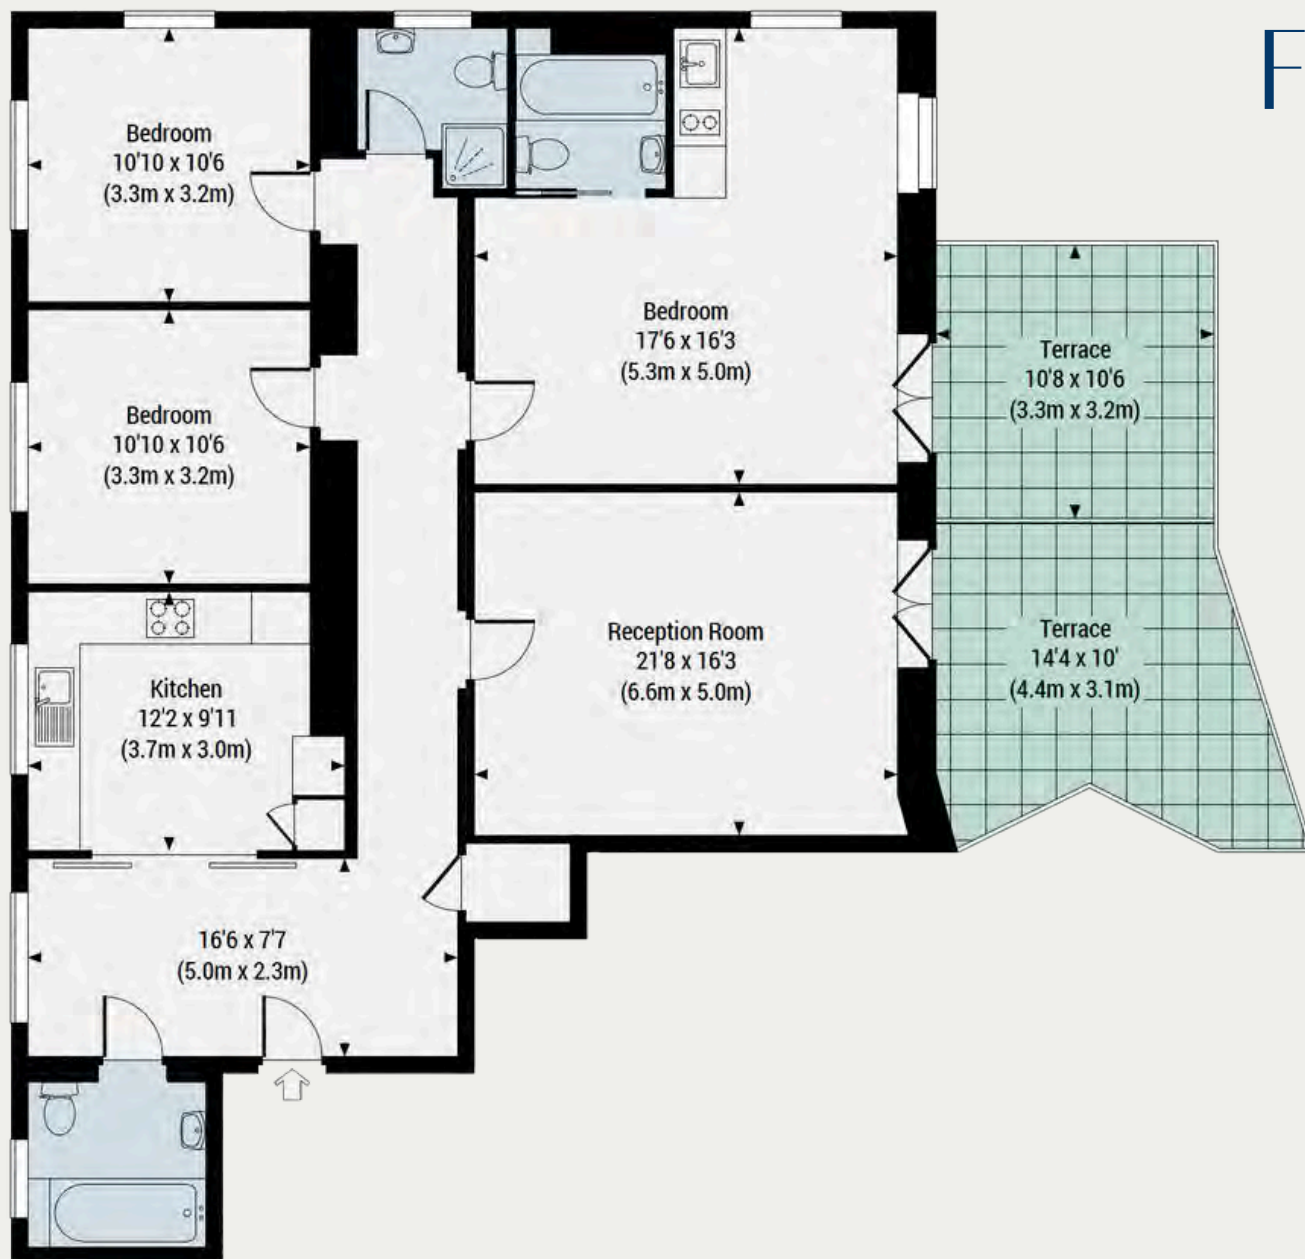 F
Bedroom
10'10 x 10'6
(3.3m x 3.2m)
Bedroom
17'6 x 16'3
(5.3m x 5.0m)
Terrace
10'8 x 10'6
(3.3m x 3.2m)
Bedroom
10'10 x 10'6
(3.3m x 3.2m)
Reception Room
21'8 x 16'3
(6.6m x 5.0m)
Terrace
14'4 x 10'
(4.4m x 3.1m)
Kitchen
12'2 x 9'11
(3.7m x 3.0m)
16'6 x 7'7
(5.0m x 2.3m)